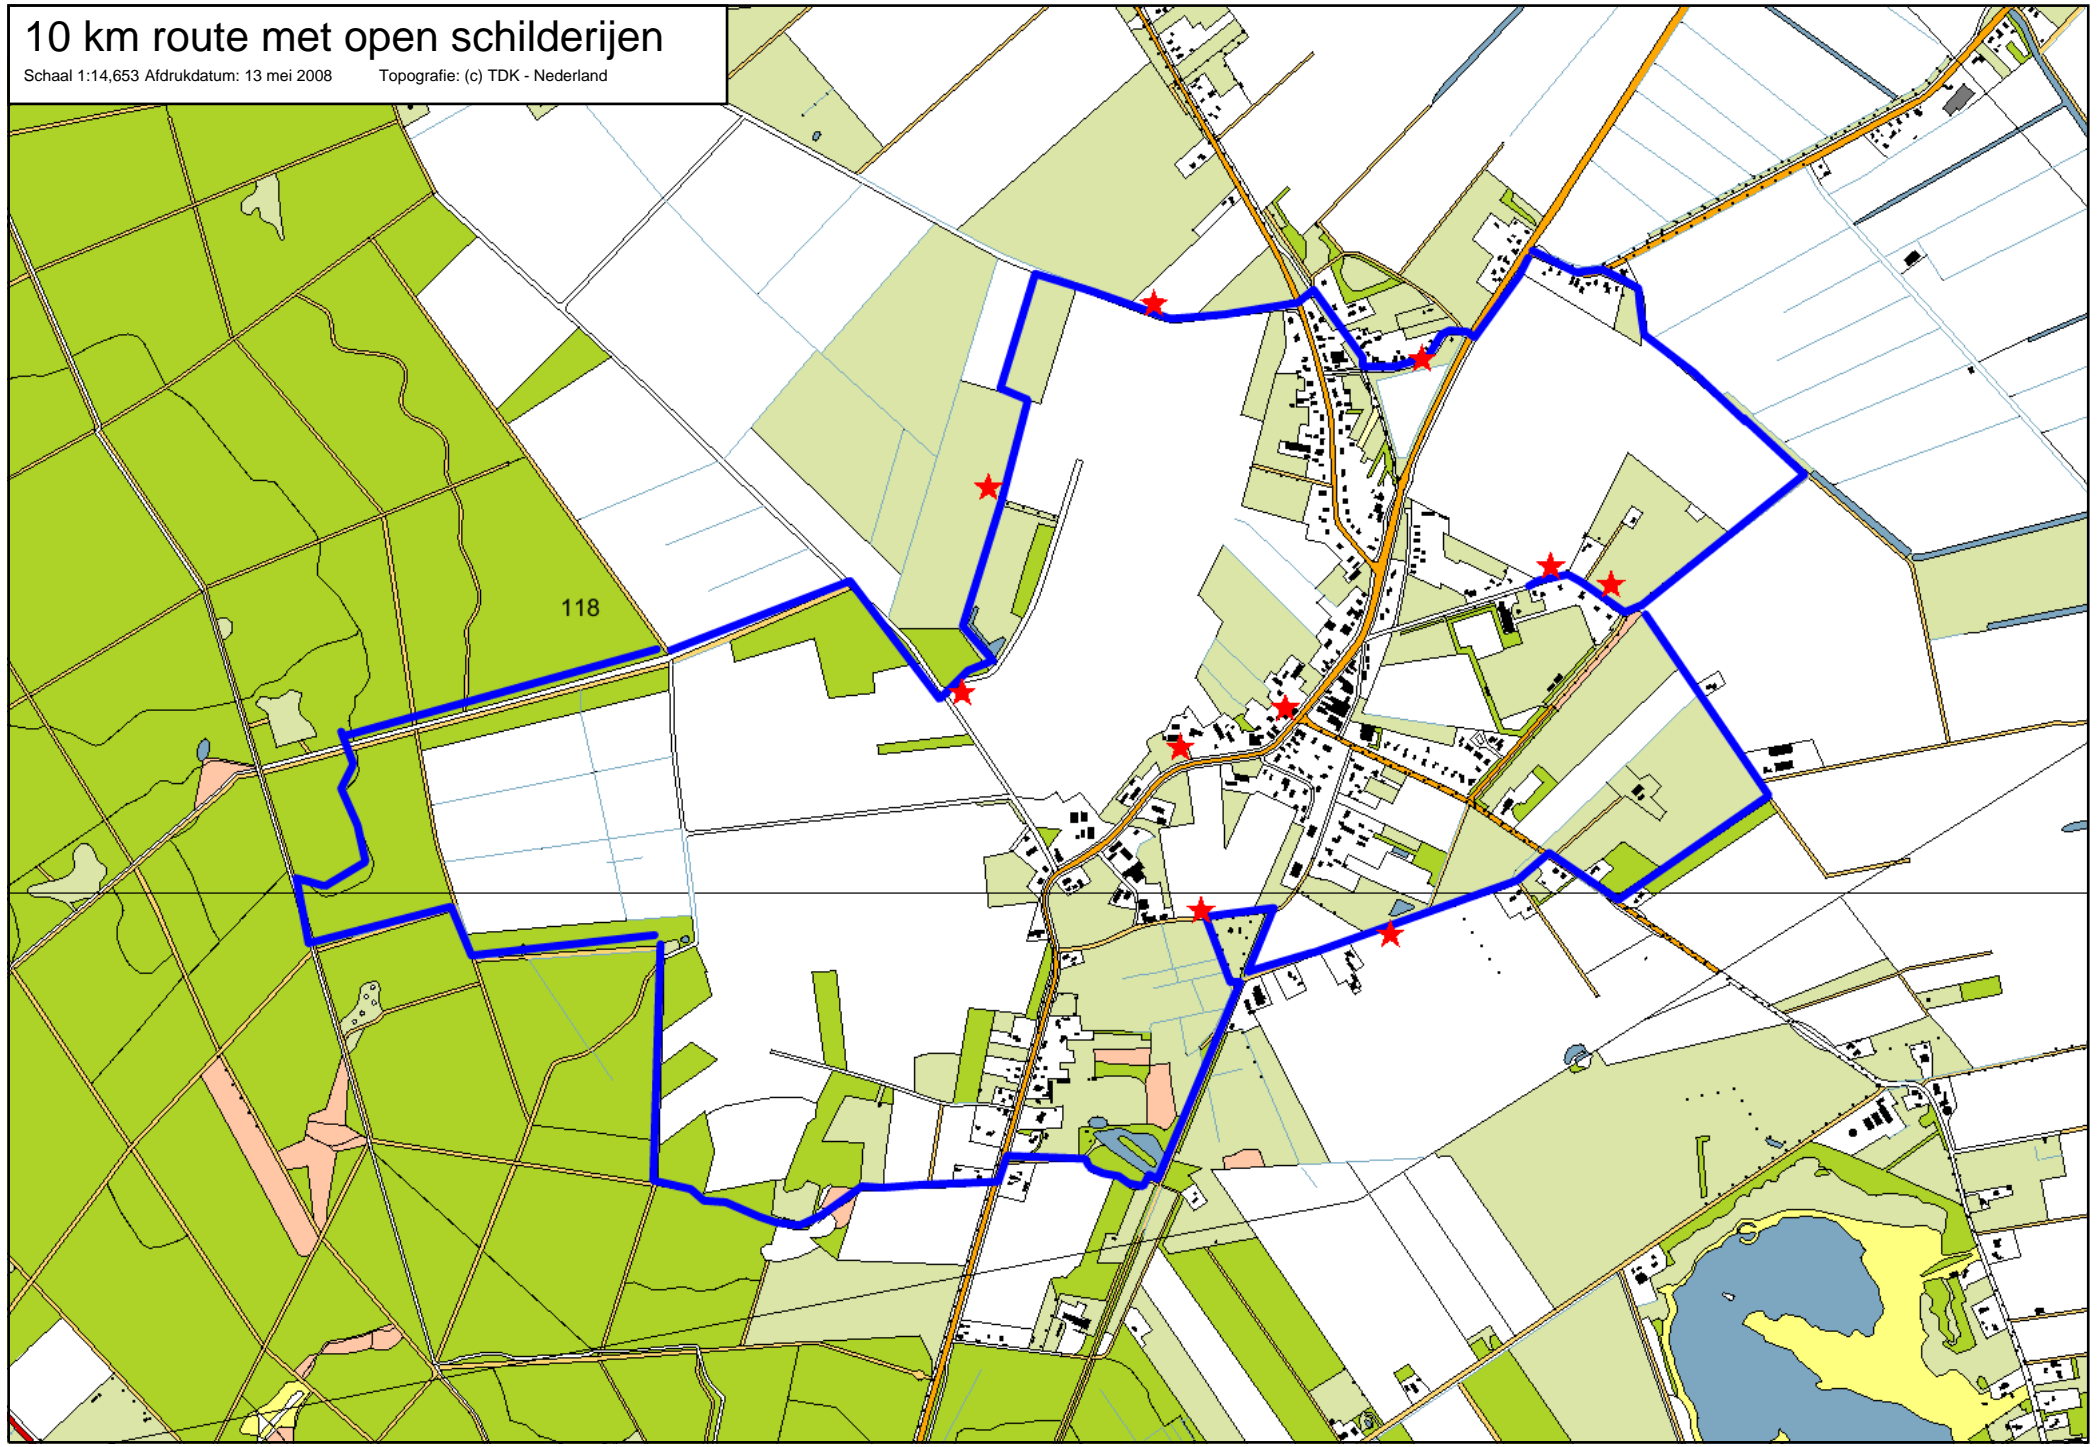 10 km route met open schilderijen
Schaal 1:14,653 Afdrukdatum: 13 mei 2008 Topografie: (c) TDK - Nederland
118